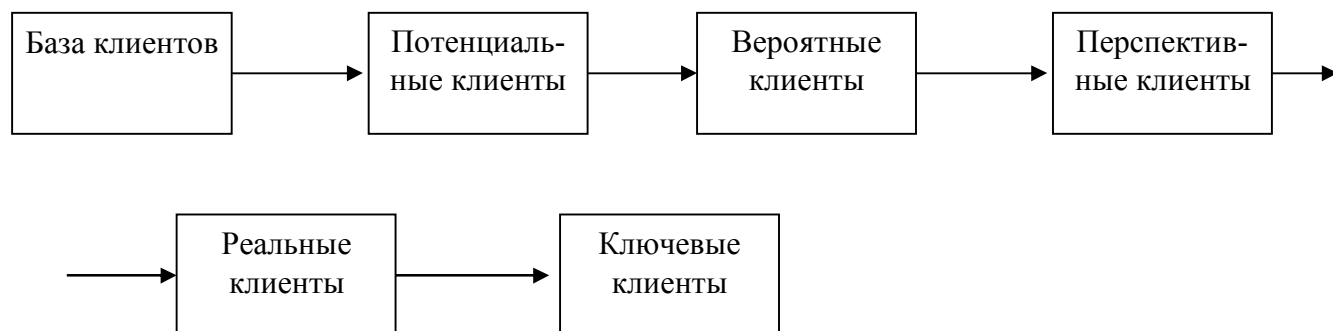 База клиентов
Потенциаль-
ные клиенты
Вероятные
клиенты
Перспектив-
ные клиенты
Реальные
клиенты
Ключевые
клиенты